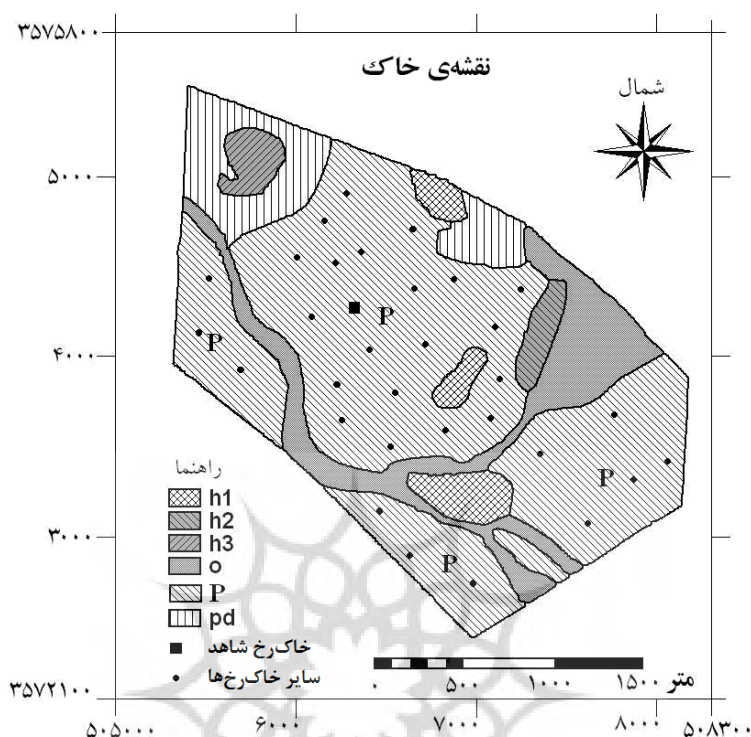 ۳۵۷۵۸۰۰
نقشه‌ی خاک
شمال
۵۰۰۰
P
P
۴۰۰۰
P
راهنما
h1
h2
h3
o
P
pd
خاک‌رخ شاهد
سایر خاک‌رخ‌ها
P
۳۰۰۰
۰ ۵۰۰ ۱۰۰۰ ۱۵۰۰ متر
۳۵۷۲۱۰۰
۵۰۵۰۰۰ ۶۰۰۰ ۷۰۰۰ ۸۰۰۰ ۵۰۸۳۰۰